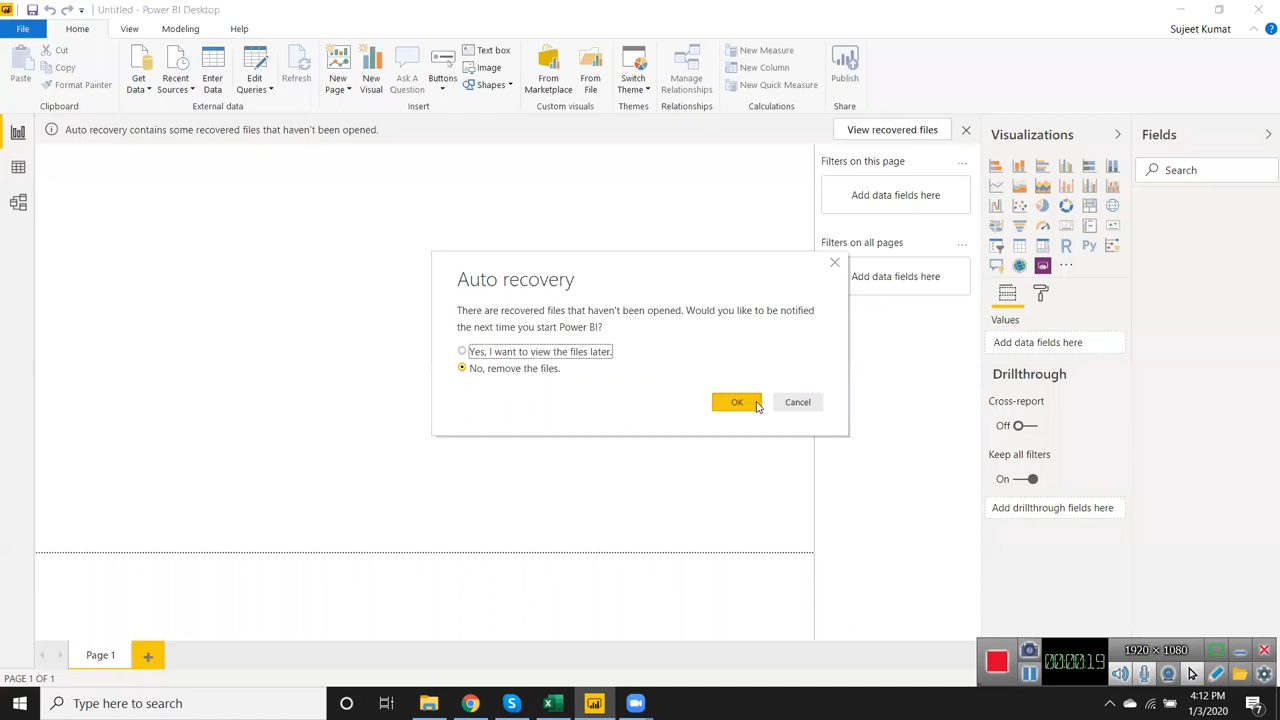 Untitled - Power BI Desktop
File
Home
View
Modeling
Help
Sujeet Kumat
Paste
Cut
Copy
Format Painter
Clipboard
Get Data
Recent Sources
Enter Data
Edit Queries
Refresh
External data
New Page
New Visual
Ask A Question
Buttons
Text box
Image
Shapes
Insert
From Marketplace
From File
Custom visuals
Switch Theme
Themes
Manage Relationships
Relationships
New Measure
New Column
New Quick Measure
Calculations
Publish
Share
Auto recovery contains some recovered files that haven't been opened.
View recovered files
Filters on this page
...
Add data fields here
Filters on all pages
...
Add data fields here
Visualizations
R
Py
...
Values
Add data fields here
Drillthrough
Cross-report
Off
Keep all filters
On
Add drillthrough fields here
Fields
Search
Auto recovery
There are recovered files that haven't been opened. Would you like to be notified
the next time you start Power BI?
Yes, I want to view the files later.
No, remove the files.
OK
Cancel
Page 1
+
PAGE 1 OF 1
00:00:19
1920 × 1080
Type here to search
4:12 PM
1/3/2020
7